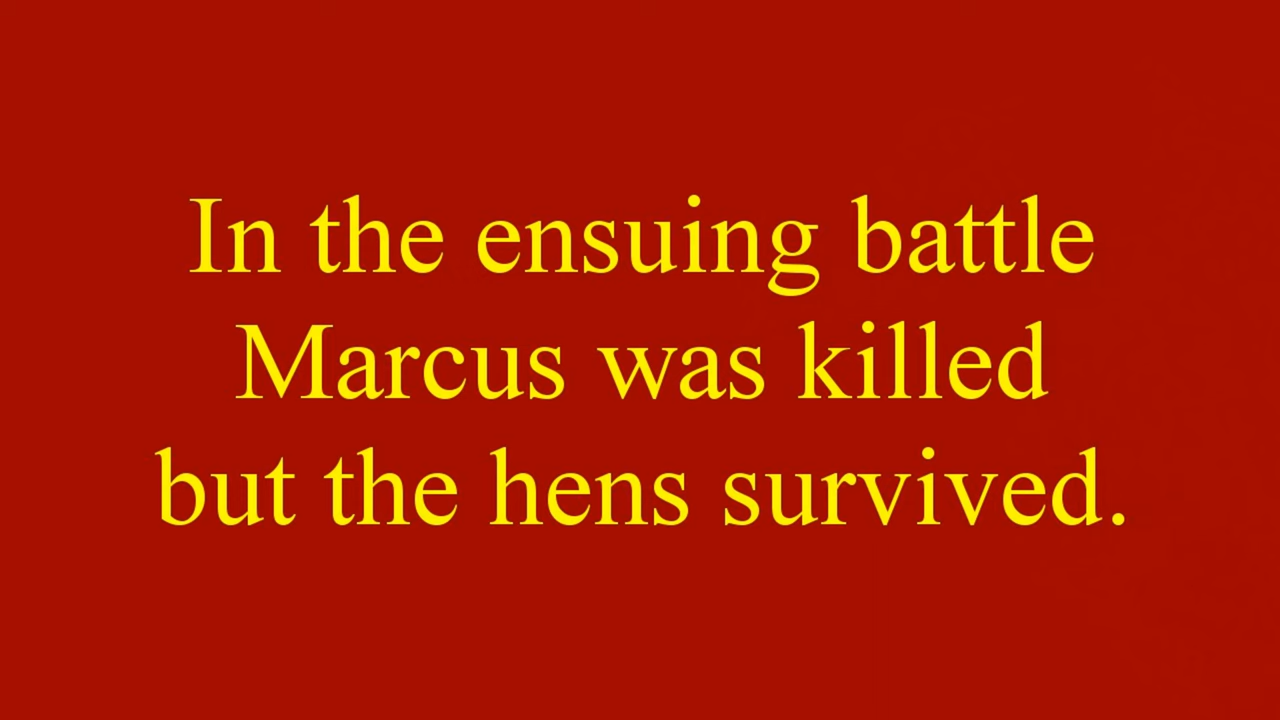 In the ensuing battle
Marcus was killed
but the hens survived.